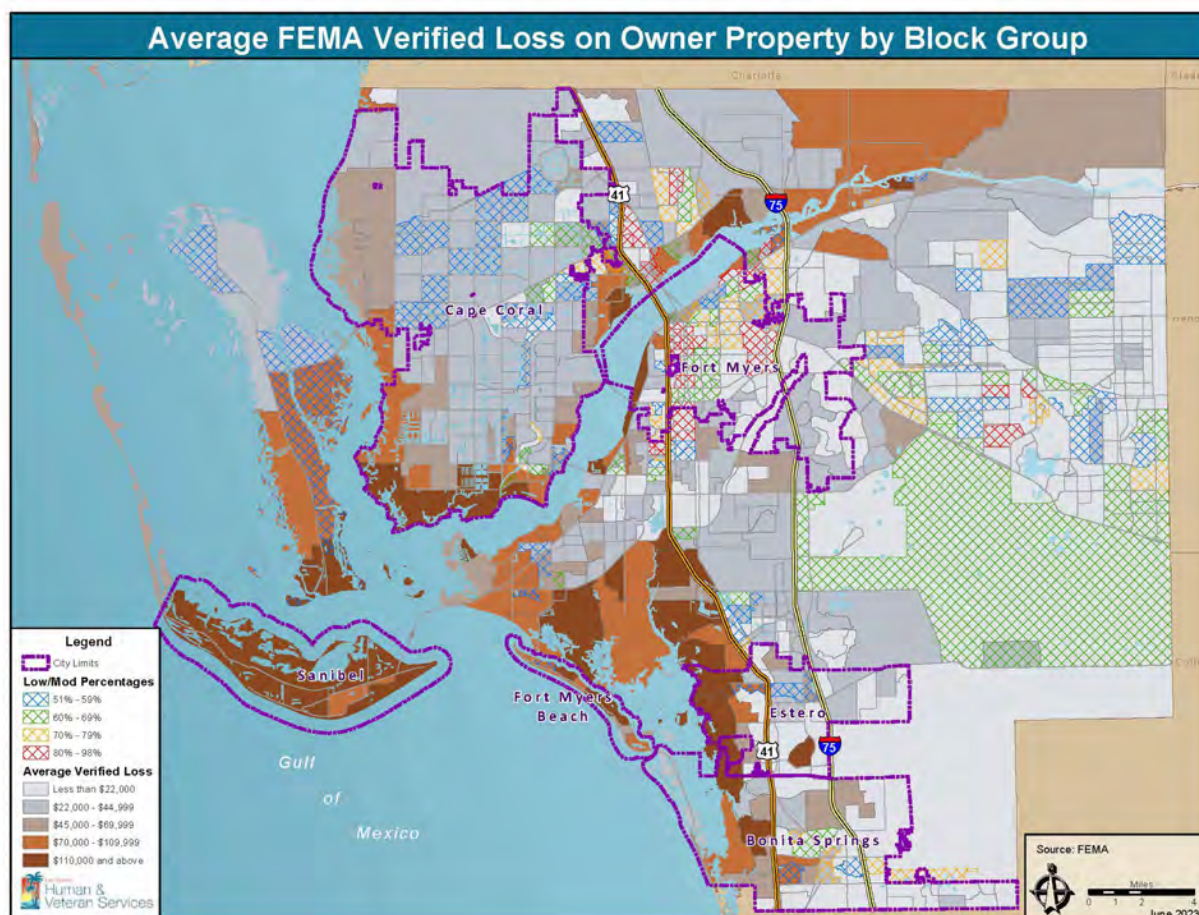 Average FEMA Verified Loss on Owner Property by Block Group
Charlotte
41
75
Cape Coral
Fort Myers
Sanibel
Fort Myers
Beach
Estero
41
75
Bonita Springs
Gulf
of
Mexico
Legend
City Limits
Low/Mod Percentages
51% - 59%
60% - 69%
70% - 79%
80% - 98%
Average Verified Loss
Less than $22,000
$22,000 - $44,999
$45,000 - $69,999
$70,000 - $109,999
$110,000 and above
Human &
Veteran Services
Source: FEMA
Miles
0 1 2